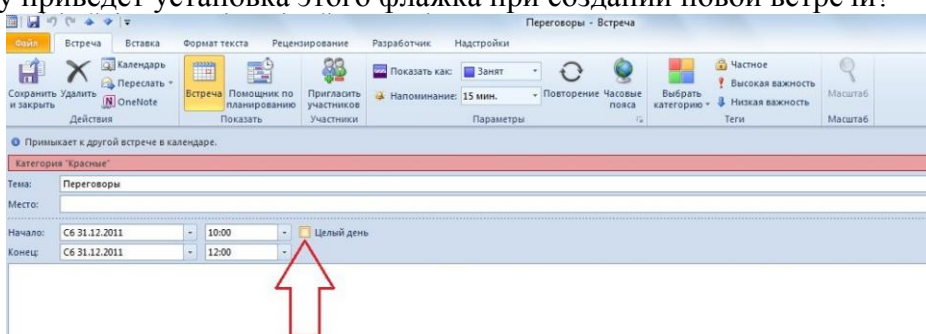 у приведет установка этого флажка при создании новой встречи?
Переговоры - Встреча
Файл Встреча Вставка Формат текста Рецензирование Разработчик Надстройки
Сохранить и закрыть
Удалить
Календарь
Переслать
OneNote
Действия
Встреча
Помощник по планированию
Показать
Пригласить участников
Участники
Показать как: Занят
Напоминание: 15 мин.
Повторение
Часовые пояса
Параметры
Выбрать категорию
Частное
Высокая важность
Низкая важность
Теги
Масштаб
Масштаб
Примыкает к другой встрече в календаре.
Категория "Красные"
Тема: Переговоры
Место:
Начало: Сб 31.12.2011 10:00 Целый день
Конец: Сб 31.12.2011 12:00